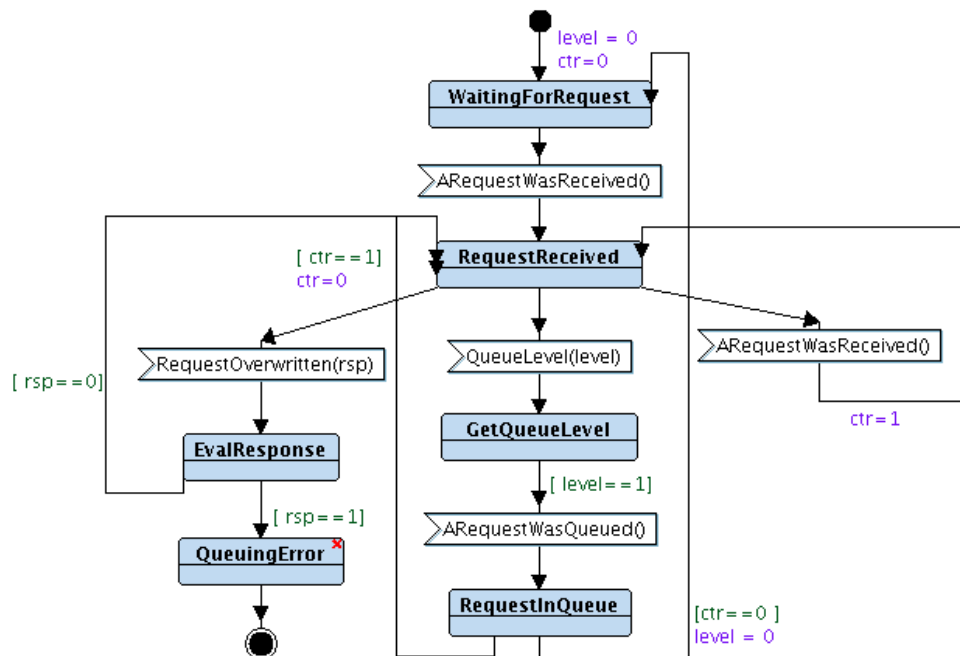 level = 0
ctr=0
WaitingForRequest
ARequestWasReceived()
[ ctr==1]
ctr=0
RequestReceived
RequestOverwritten(rsp)
QueueLevel(level)
ARequestWasReceived()
[ rsp==0]
ctr=1
EvalResponse
GetQueueLevel
[ level==1]
[ rsp==1]
ARequestWasQueued()
QueuingError
RequestInQueue
[ctr==0 ]
level = 0